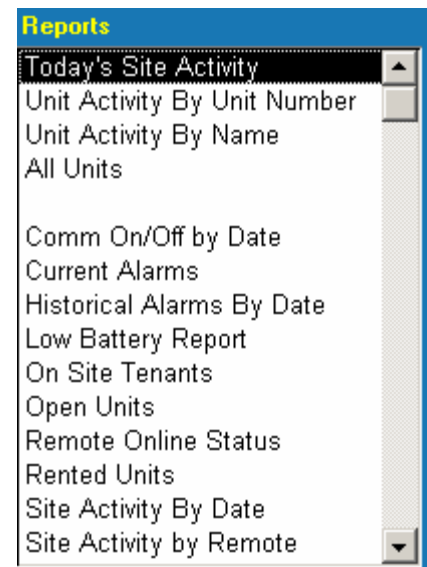 Reports
Today's Site Activity
Unit Activity By Unit Number
Unit Activity By Name
All Units
Comm On/Off by Date
Current Alarms
Historical Alarms By Date
Low Battery Report
On Site Tenants
Open Units
Remote Online Status
Rented Units
Site Activity By Date
Site Activity by Remote